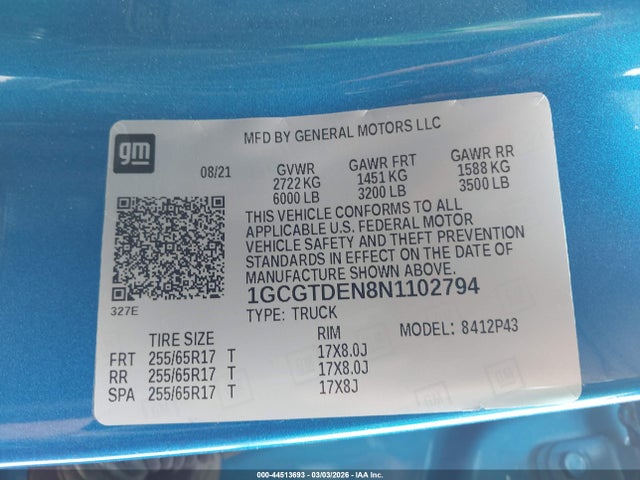 MFD BY GENERAL MOTORS LLC
gm
08/21
GVWR GAWR FRT GAWR RR
2722 KG 1451 KG 1588 KG
6000 LB 3200 LB 3500 LB
THIS VEHICLE CONFORMS TO ALL
APPLICABLE U.S. FEDERAL MOTOR
VEHICLE SAFETY AND THEFT PREVENTION
STANDARDS IN EFFECT ON THE DATE OF
MANUFACTURE SHOWN ABOVE.
327E
1GCGTDEN8N1102794
TYPE: TRUCK
MODEL: 8412P43
TIRE SIZE RIM
FRT 255/65R17 T 17X8.0J
RR 255/65R17 T 17X8.0J
SPA 255/65R17 T 17X8J
000-44513693 - 03/03/2026 - IAA Inc.